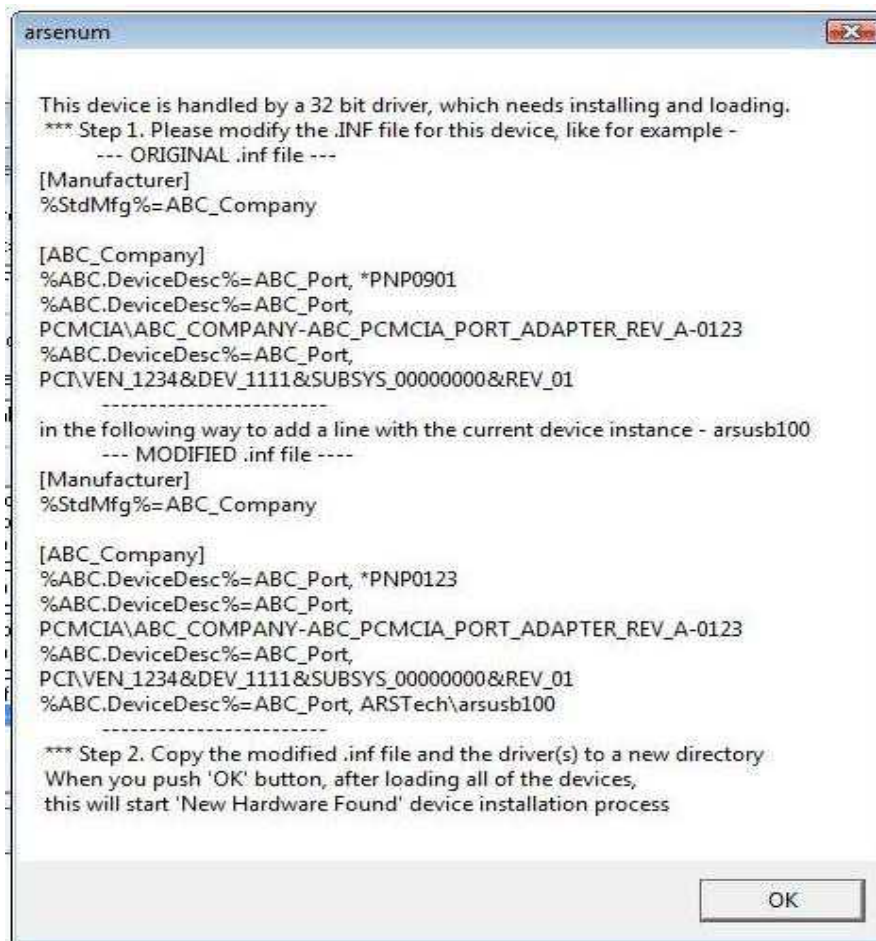 arsenum
This device is handled by a 32 bit driver, which needs installing and loading.
*** Step 1. Please modify the .INF file for this device, like for example -
--- ORIGINAL .inf file ---
[Manufacturer]
%StdMfg%=ABC_Company
[ABC_Company]
%ABC.DeviceDesc%=ABC_Port, *PNP0901
%ABC.DeviceDesc%=ABC_Port,
PCMCIA\ABC_COMPANY-ABC_PCMCIA_PORT_ADAPTER_REV_A-0123
%ABC.DeviceDesc%=ABC_Port,
PCI\VEN_1234&DEV_1111&SUBSYS_00000000&REV_01
------------------------
in the following way to add a line with the current device instance - arsusb100
--- MODIFIED .inf file ----
[Manufacturer]
%StdMfg%=ABC_Company
[ABC_Company]
%ABC.DeviceDesc%=ABC_Port, *PNP0123
%ABC.DeviceDesc%=ABC_Port,
PCMCIA\ABC_COMPANY-ABC_PCMCIA_PORT_ADAPTER_REV_A-0123
%ABC.DeviceDesc%=ABC_Port,
PCI\VEN_1234&DEV_1111&SUBSYS_00000000&REV_01
%ABC.DeviceDesc%=ABC_Port, ARSTech\arsusb100
------------------------
*** Step 2. Copy the modified .inf file and the driver(s) to a new directory
When you push 'OK' button, after loading all of the devices,
this will start 'New Hardware Found' device installation process
OK